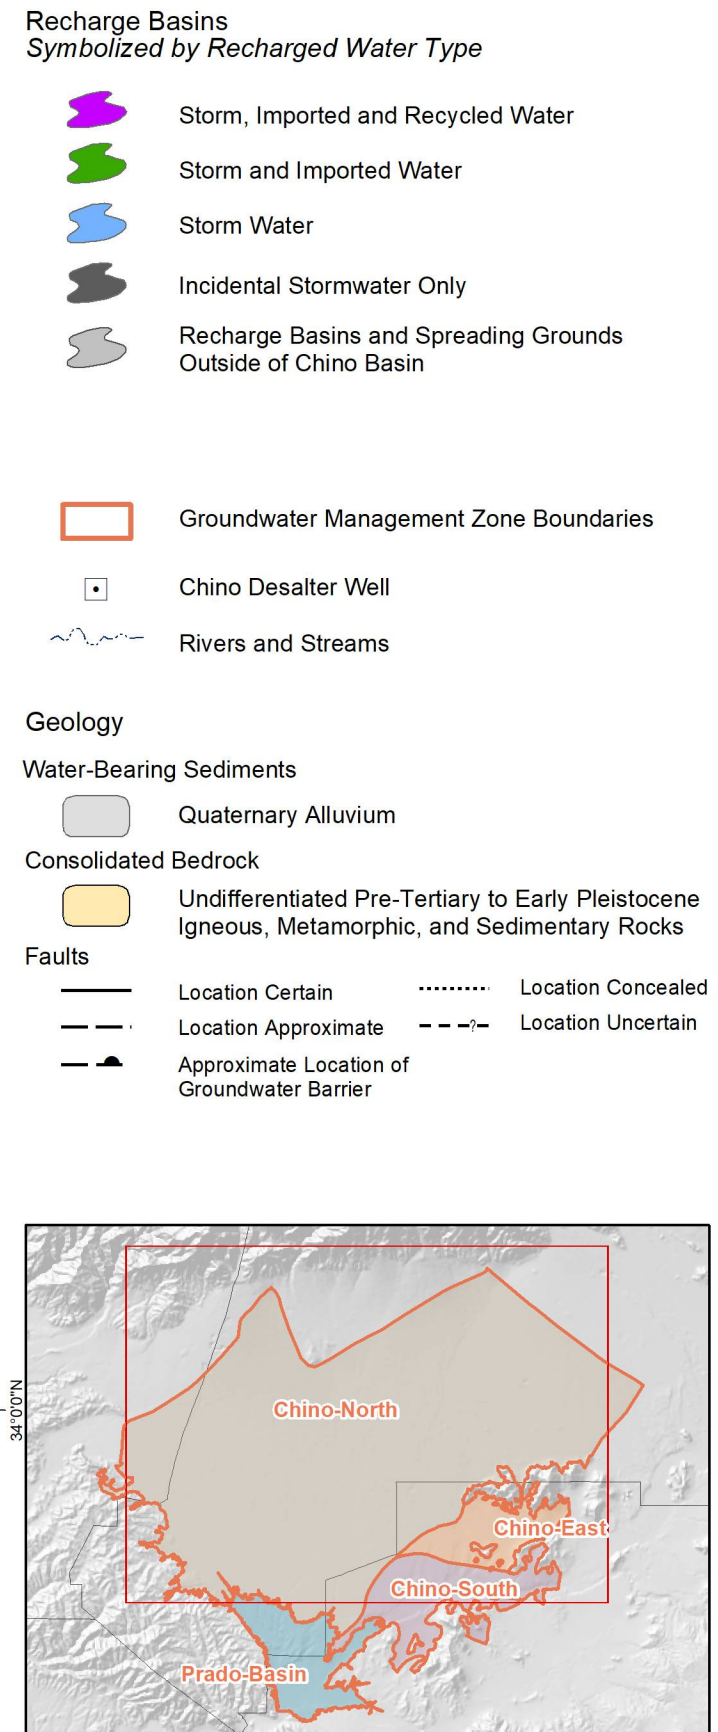 Recharge Basins
Symbolized by Recharged Water Type
Storm, Imported and Recycled Water
Storm and Imported Water
Storm Water
Incidental Stormwater Only
Recharge Basins and Spreading Grounds
Outside of Chino Basin
Groundwater Management Zone Boundaries
Chino Desalter Well
Rivers and Streams
Geology
Water-Bearing Sediments
Quaternary Alluvium
Consolidated Bedrock
Undifferentiated Pre-Tertiary to Early Pleistocene
Igneous, Metamorphic, and Sedimentary Rocks
Faults
Location Certain
Location Concealed
Location Approximate
?
Location Uncertain
Approximate Location of
Groundwater Barrier
34°0'0"N
Chino-North
Chino-East
Chino-South
Prado-Basin